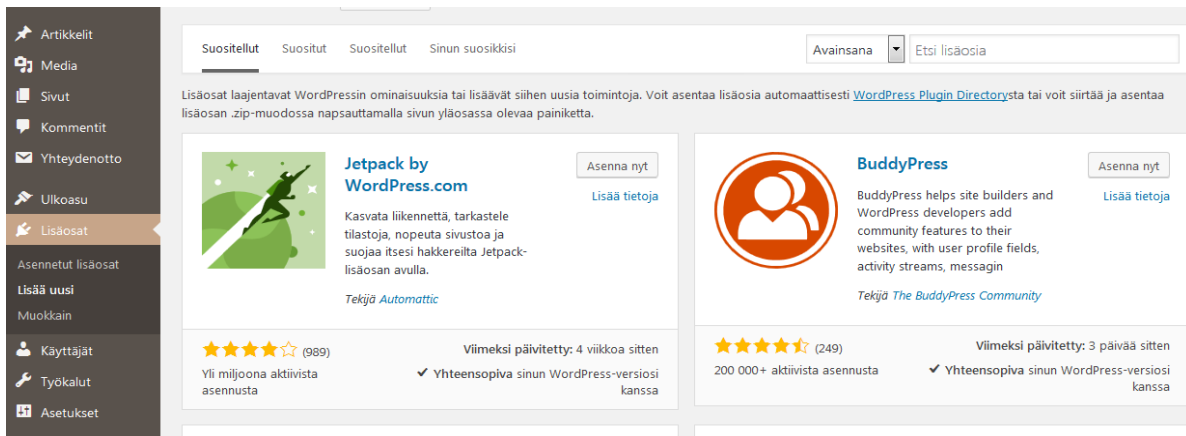 Artikkelit
Media
Sivut
Kommentit
Yhteydenotto
Ulkoasu
Lisäosat
Asennetut lisäosat
Lisää uusi
Muokkain
Käyttäjät
Työkalut
Asetukset
Suositellut Suositut Suositellut Sinun suosikkisi
Avainsana Etsi lisäosia
Lisäosat laajentavat WordPressin ominaisuuksia tai lisäävät siihen uusia toimintoja. Voit asentaa lisäosia automaattisesti WordPress Plugin Directorysta tai voit siirtää ja asentaa
lisäosan .zip-muodossa napsauttamalla sivun yläosassa olevaa painiketta.
Jetpack by
WordPress.com
Asenna nyt
Lisää tietoja
Kasvata liikennettä, tarkastele
tilastoja, nopeuta sivustoa ja
suojaa itsesi hakkereilta Jetpack-
lisäosan avulla.
Tekijä Automattic
(989)
Yli miljoona aktiivista
asennusta
Viimeksi päivitetty: 4 viikkoa sitten
Yhteensopiva sinun WordPress-versiosi
kanssa
BuddyPress
Asenna nyt
Lisää tietoja
BuddyPress helps site builders and
WordPress developers add
community features to their
websites, with user profile fields,
activity streams, messagin
Tekijä The BuddyPress Community
(249)
200 000+ aktiivista asennusta
Viimeksi päivitetty: 3 päivää sitten
Yhteensopiva sinun WordPress-versiosi
kanssa